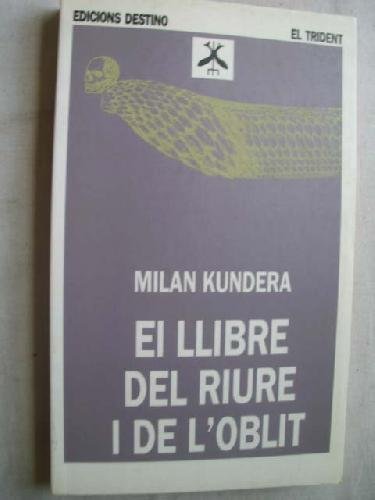 EDICIONS DESTINO
EL TRIDENT
MILAN KUNDERA
El LLIBRE
DEL RIURE
I DE L'OBLIT